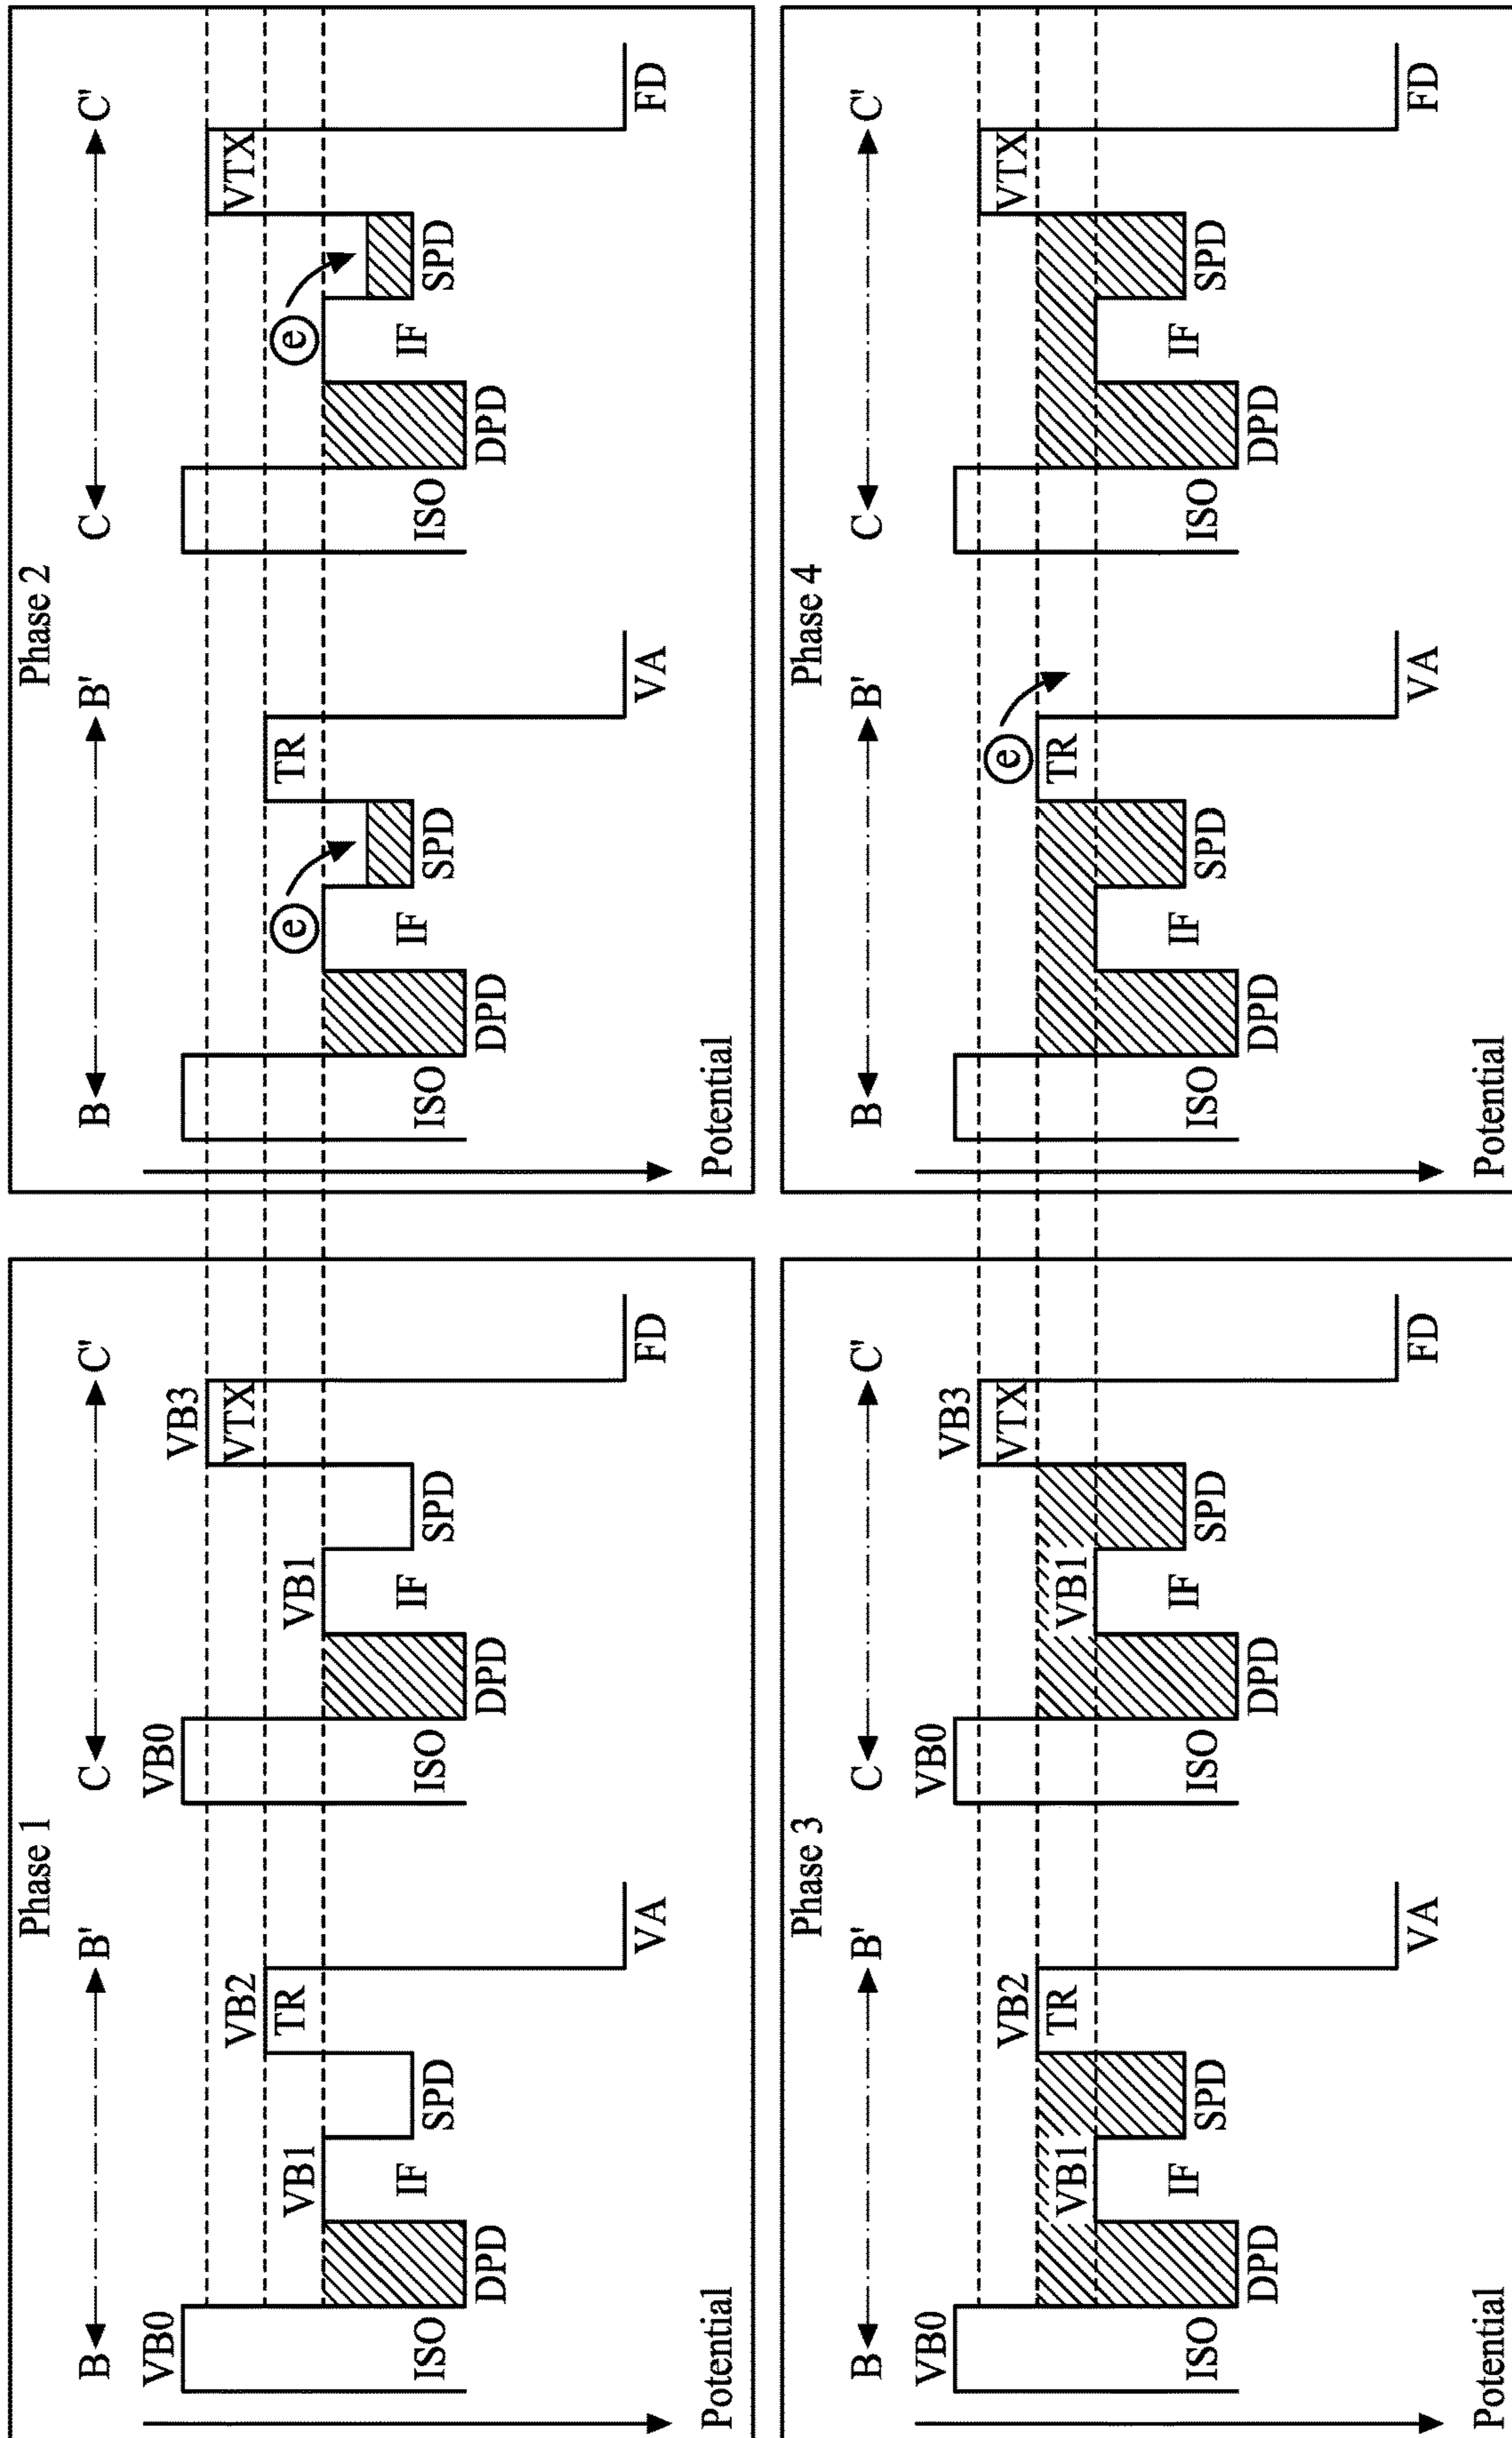 Phase 1
B B' C C'
VB0 VB1 VB2 VB0 VB1 VB3
TR VTX
ISO DPD IF SPD ISO DPD IF SPD
VA FD
Potential
Phase 2
B B' C C'
e e
TR VTX
ISO DPD IF SPD ISO DPD IF SPD
VA FD
Potential
Phase 3
B B' C C'
VB0 VB1 VB2 VB0 VB1 VB3
TR VTX
ISO DPD IF SPD ISO DPD IF SPD
VA FD
Potential
Phase 4
B B' C C'
e
TR VTX
ISO DPD IF SPD ISO DPD IF SPD
VA FD
Potential